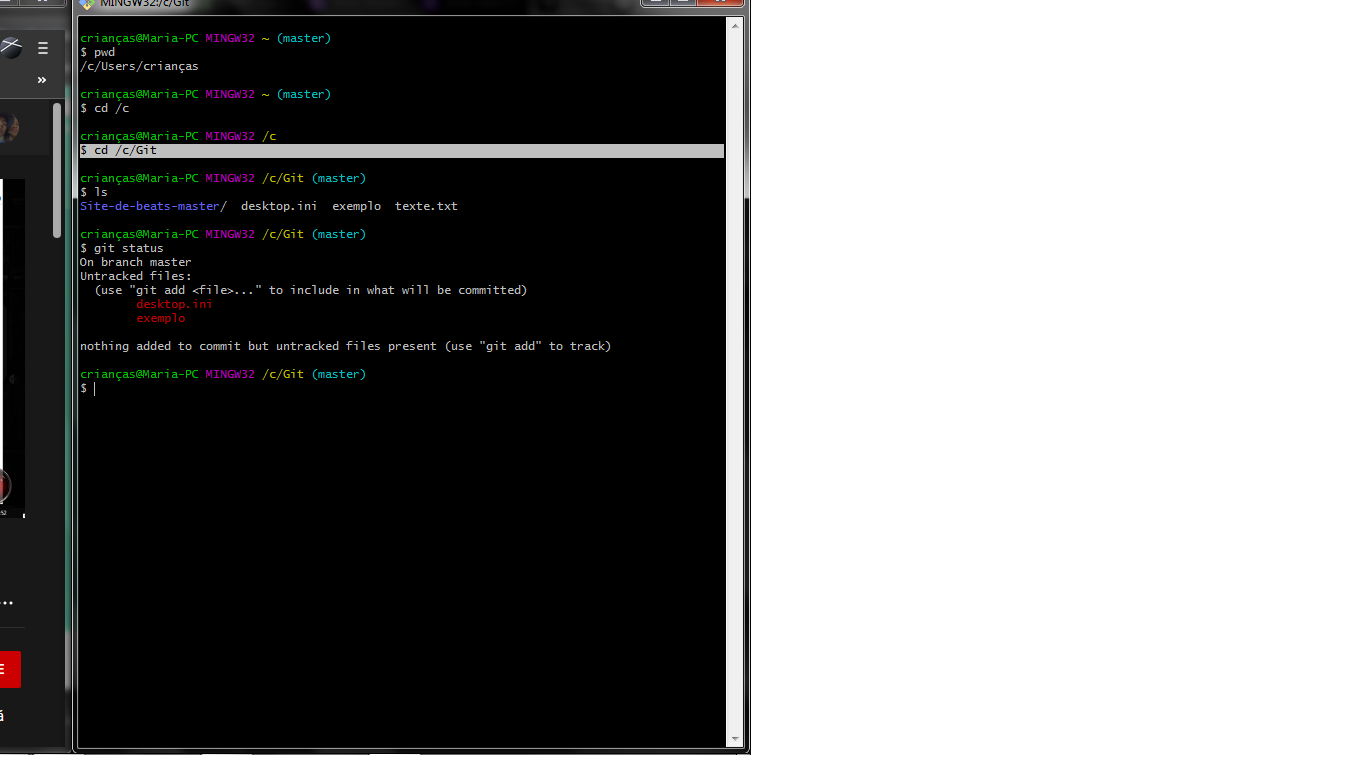 MINGW32:/c/Git
crianças@Maria-PC MINGW32 ~ (master)
$ pwd
/c/Users/crianças
crianças@Maria-PC MINGW32 ~ (master)
$ cd /c
crianças@Maria-PC MINGW32 /c
$ cd /c/Git
crianças@Maria-PC MINGW32 /c/Git (master)
$ ls
Site-de-beats-master/  desktop.ini  exemplo  texte.txt
crianças@Maria-PC MINGW32 /c/Git (master)
$ git status
On branch master
Untracked files:
  (use "git add <file>..." to include in what will be committed)
        desktop.ini
        exemplo
nothing added to commit but untracked files present (use "git add" to track)
crianças@Maria-PC MINGW32 /c/Git (master)
$